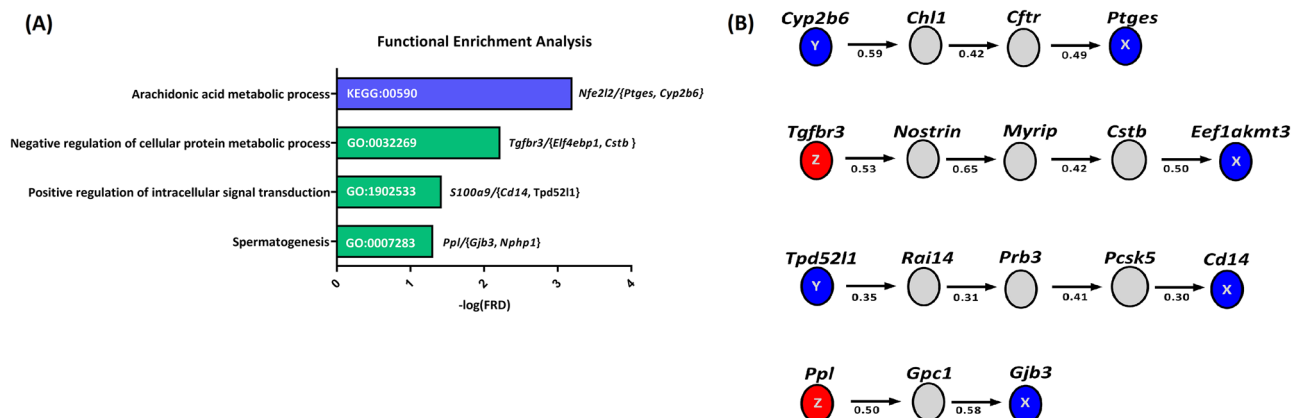 (A)
Functional Enrichment Analysis
Arachidonic acid metabolic process
KEGG:00590
Nfe2l2/{Ptges, Cyp2b6}
Negative regulation of cellular protein metabolic process
GO:0032269
Tgfbr3/{Elf4ebp1, Cstb }
Positive regulation of intracellular signal transduction
GO:1902533
S100a9/{Cd14, Tpd52l1}
Spermatogenesis
GO:0007283
Ppl/{Gjb3, Nphp1}
0 1 2 3 4
-log(FRD)
(B)
Cyp2b6 Chl1 Cftr Ptges
Y X
0.59 0.42 0.49
Tgfbr3 Nostrin Myrip Cstb Eef1akmt3
Z X
0.53 0.65 0.42 0.50
Tpd52l1 Rai14 Prb3 Pcsk5 Cd14
Y X
0.35 0.31 0.41 0.30
Ppl Gpc1 Gjb3
Z X
0.50 0.58